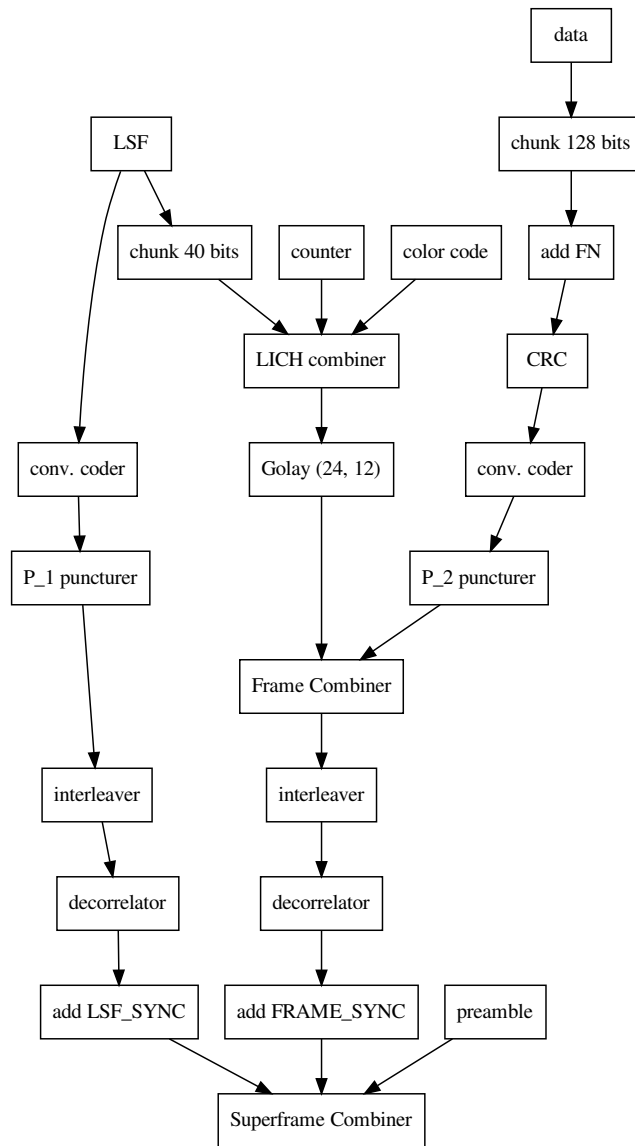 data
LSF
chunk 128 bits
chunk 40 bits
counter
color code
add FN
LICH combiner
CRC
conv. coder
Golay (24, 12)
conv. coder
P_1 puncturer
P_2 puncturer
Frame Combiner
interleaver
interleaver
decorrelator
decorrelator
add LSF_SYNC
add FRAME_SYNC
preamble
Superframe Combiner